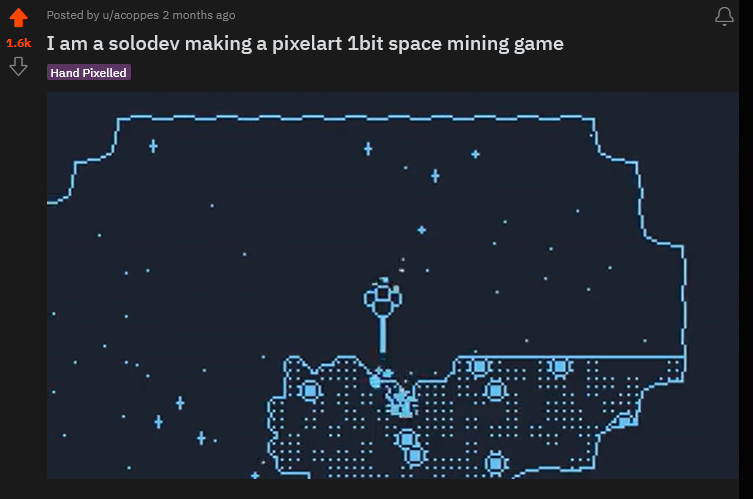 Posted by u/acoppes 2 months ago
1.6k
I am a solodev making a pixelart 1bit space mining game
Hand Pixelled